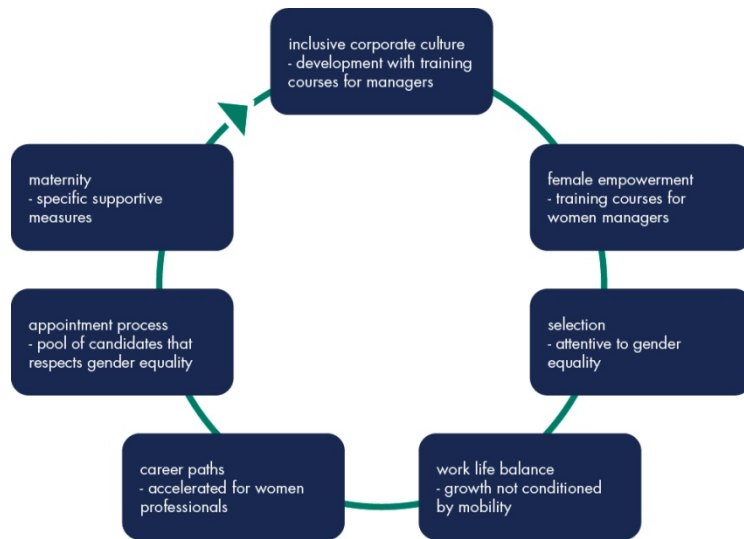 inclusive corporate culture
- development with training
courses for managers
female empowerment
- training courses for
women managers
selection
- attentive to gender
equality
work life balance
- growth not conditioned
by mobility
career paths
- accelerated for women
professionals
appointment process
- pool of candidates that
respects gender equality
maternity
- specific supportive
measures